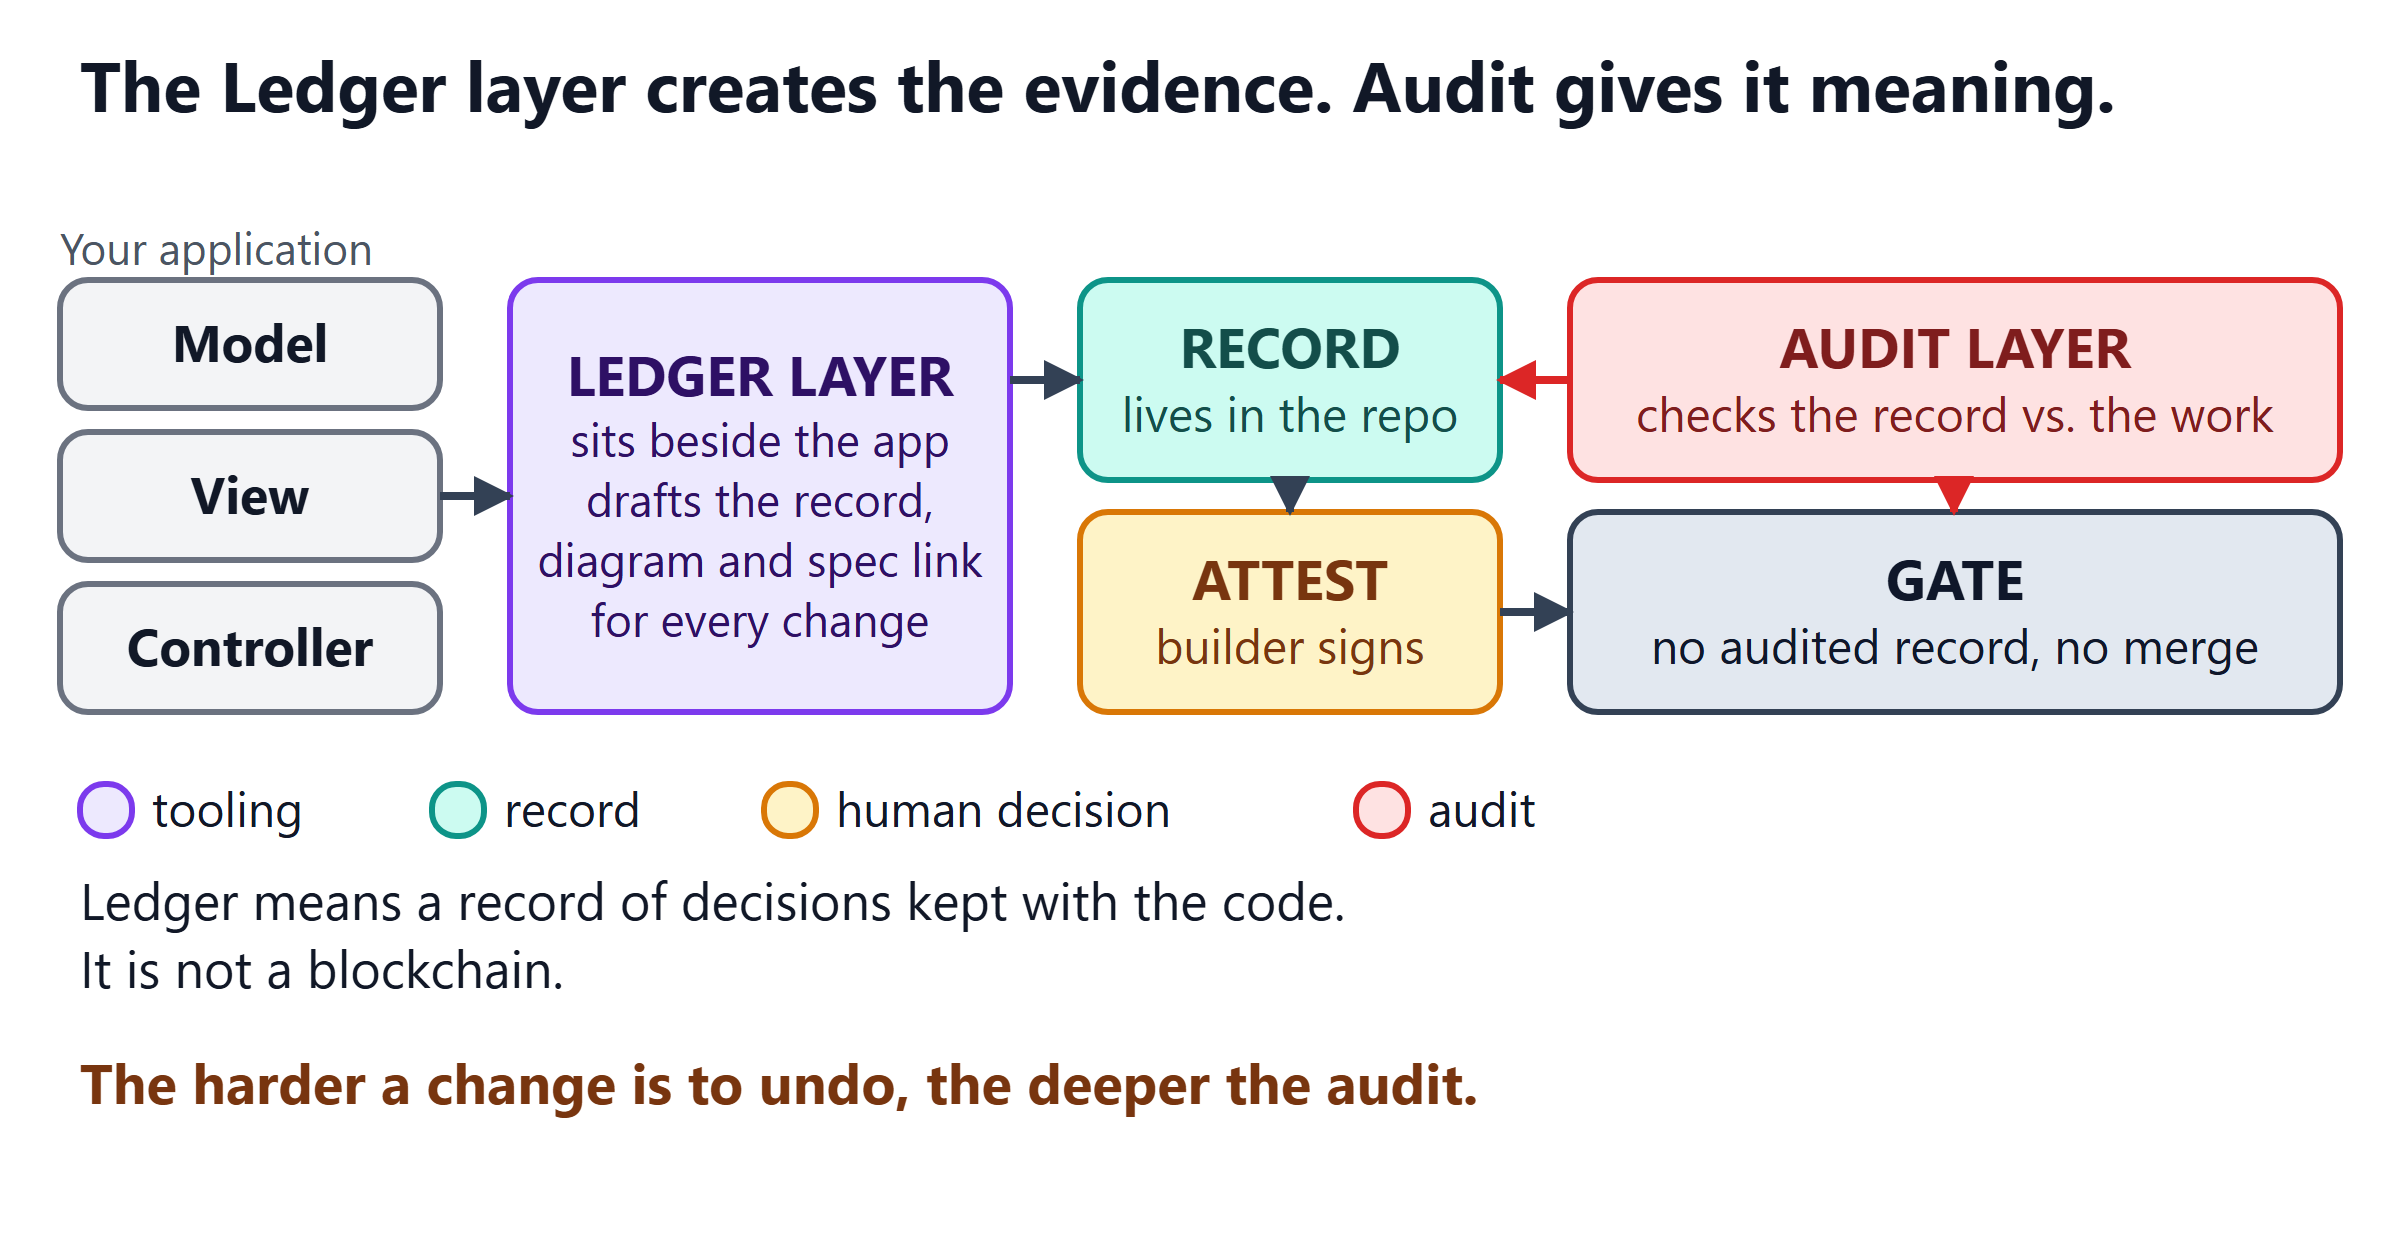 The Ledger layer creates the evidence. Audit gives it meaning.
Your application
Model
View
Controller
LEDGER LAYER
sits beside the app
drafts the record,
diagram and spec link
for every change
RECORD
lives in the repo
ATTEST
builder signs
AUDIT LAYER
checks the record vs. the work
GATE
no audited record, no merge
tooling
record
human decision
audit
Ledger means a record of decisions kept with the code.
It is not a blockchain.
The harder a change is to undo, the deeper the audit.